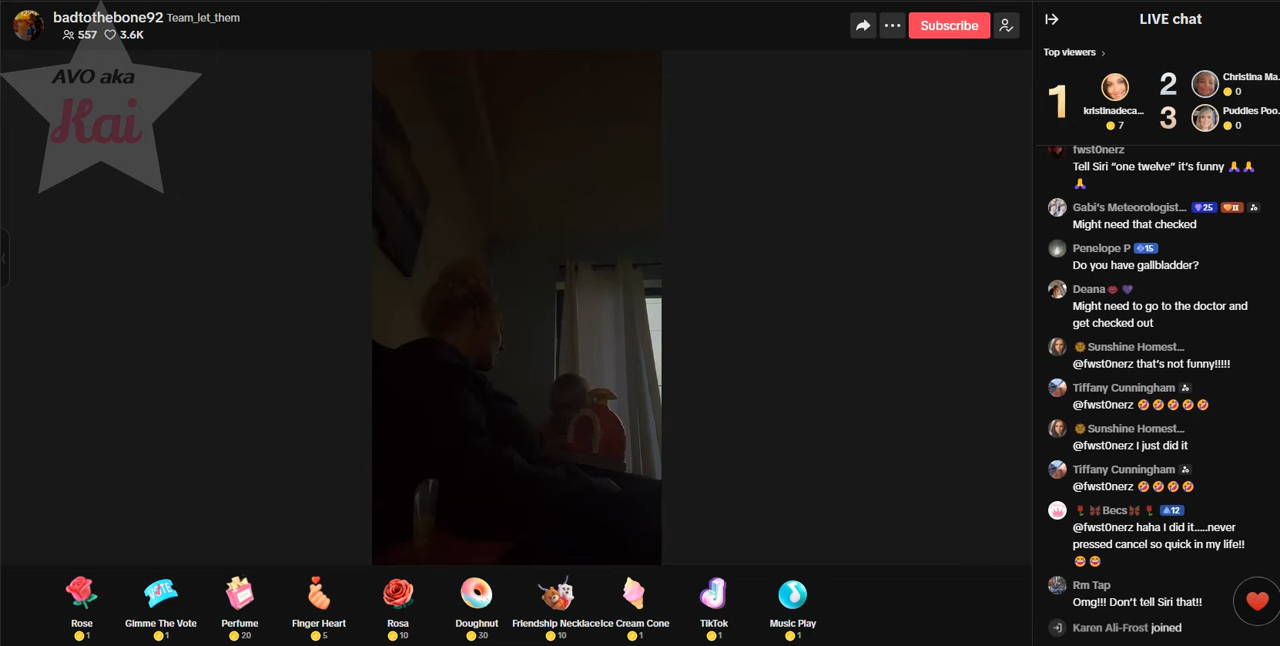 badtothebone92 Team_let_them
557 3.6K
Subscribe
AVO aka
Kai
LIVE chat
Top viewers
1
kristinadeca...
7
2
Christina Ma...
0
3
Puddles Poo...
0
fwst0nerz
Tell Siri “one twelve” it’s funny 🙏 🙏
🙏
Gabi’s Meteorologist... 25 II
Might need that checked
Penelope P 15
Do you have gallbladder?
Deana👄 💜
Might need to go to the doctor and
get checked out
🌞Sunshine Homest...
@fwst0nerz that’s not funny!!!!!
Tiffany Cunningham
@fwst0nerz 🤣 🤣 🤣 🤣 🤣
🌞Sunshine Homest...
@fwst0nerz I just did it
Tiffany Cunningham
@fwst0nerz 🤣 🤣 🤣 🤣
🌹 🦋Becs🦋 🌹 12
@fwst0nerz haha I did it.....never
pressed cancel so quick in my life!!
😂 😂
Rm Tap
Omg!!! Don’t tell Siri that!!
Karen Ali-Frost joined
Rose
1
VOTE
Gimme The Vote
1
Perfume
20
Finger Heart
5
Rosa
10
Doughnut
30
Friendship Necklace
10
Ice Cream Cone
1
TikTok
1
Music Play
1